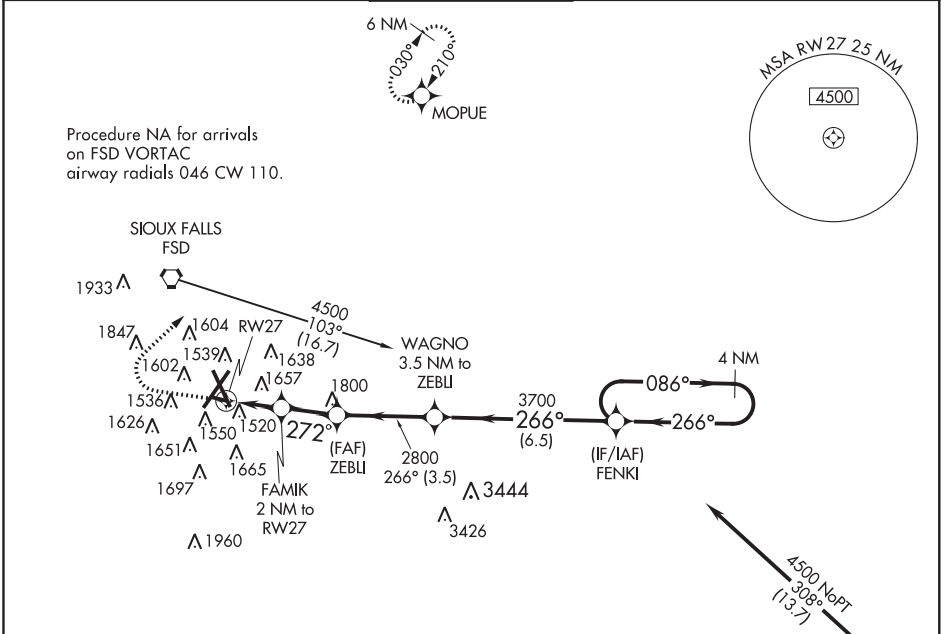 6 NM
030°
210°
MOPUE
MSA RW27 25 NM
4500
Procedure NA for arrivals
on FSD VORTAC
airway radials 046 CW 110.
SIOUX FALLS
FSD
1933
4500
103°
(16.7)
1847
1604
RW27
1539
1638
1602
1657
WAGNO
3.5 NM to
ZEBLI
4 NM
1800
3700
086°
1536
266°
266°
(6.5)
1626
1550
1520
272°
(FAF)
ZEBLI
2800
266° (3.5)
(IF/IAF)
FENKI
1651
1665
1697
FAMIK
2 NM to
RW27
3444
3426
1960
4500 NoPT
308°
(13.7)